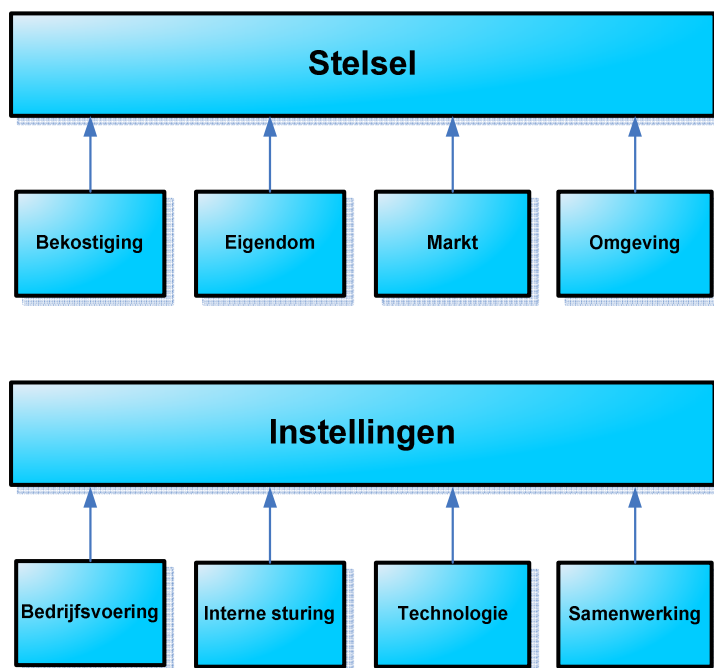 Stelsel
Bekostiging
Eigendom
Markt
Omgeving
Instellingen
Bedrijfsvoering
Interne sturing
Technologie
Samenwerking